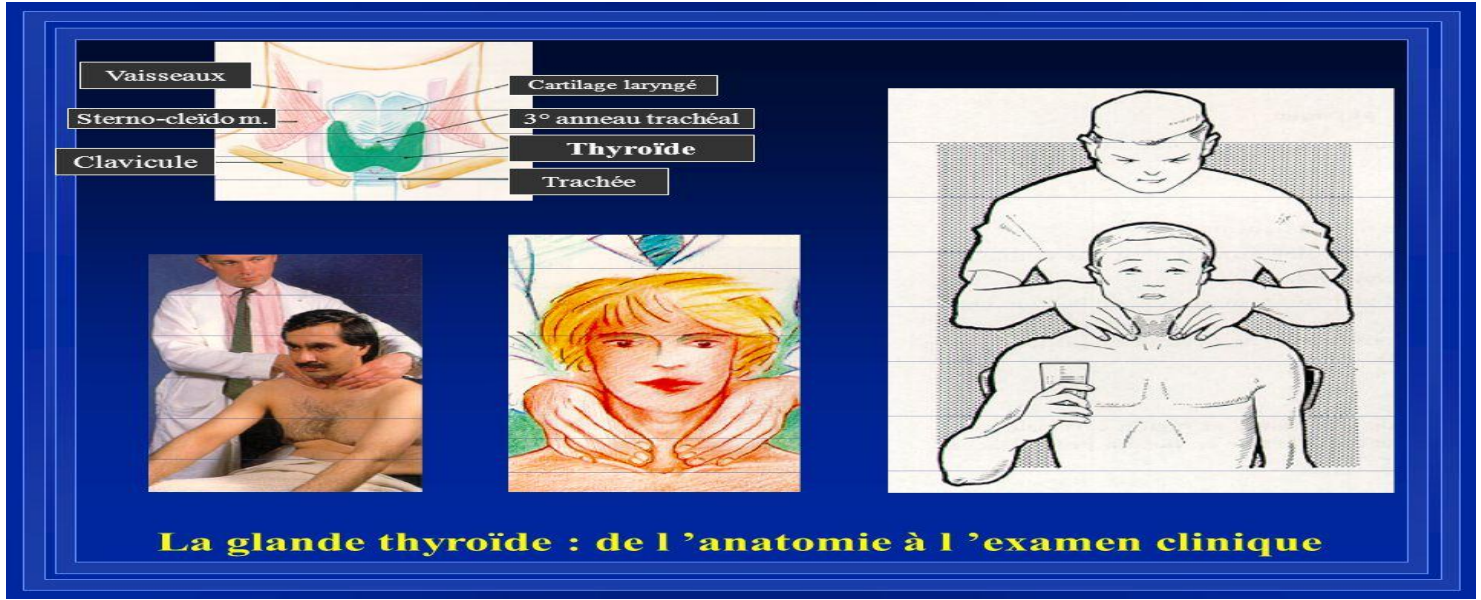 Vaisseaux
Sterno-cleïdo m.
Clavicule
Cartilage laryngé
3° anneau trachéal
Thyroïde
Trachée
La glande thyroïde : de l ’anatomie à l ’examen clinique